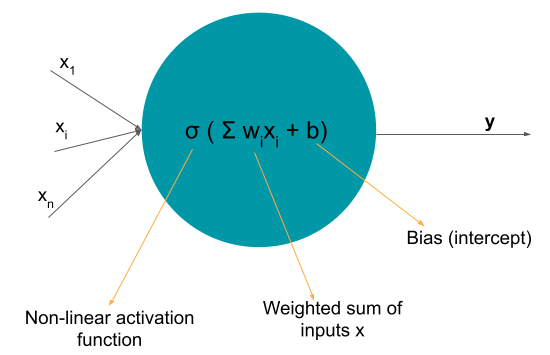 x₁
xᵢ
xₙ
σ ( Σ wᵢxᵢ + b)
y
Bias (intercept)
Non-linear activation
function
Weighted sum of
inputs x